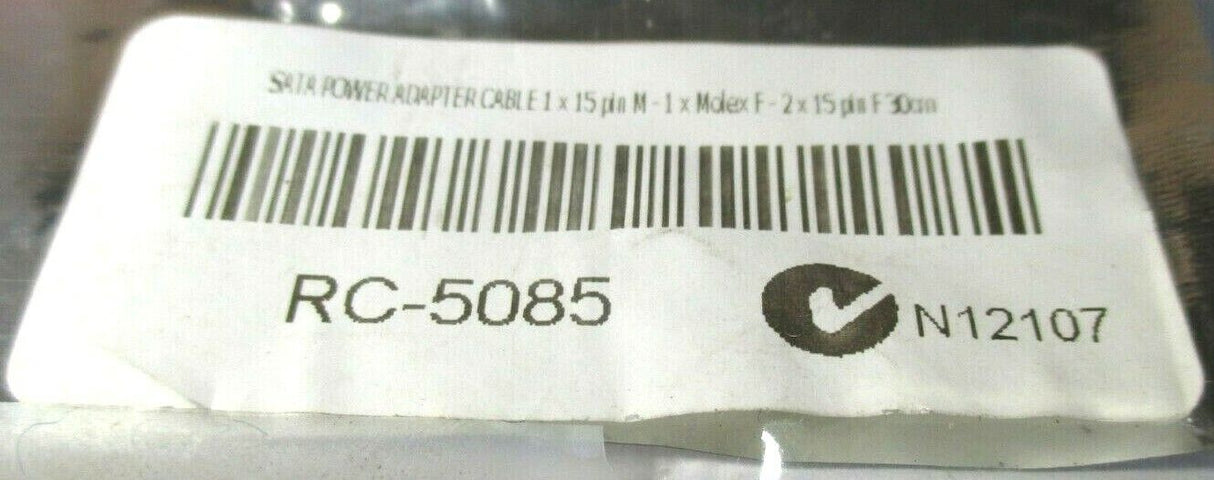 SATA POWER ADAPTER CABLE 1 x 15 pin M - 1 x Molex F - 2 x 15 pin F 30cm
RC-5085
N12107